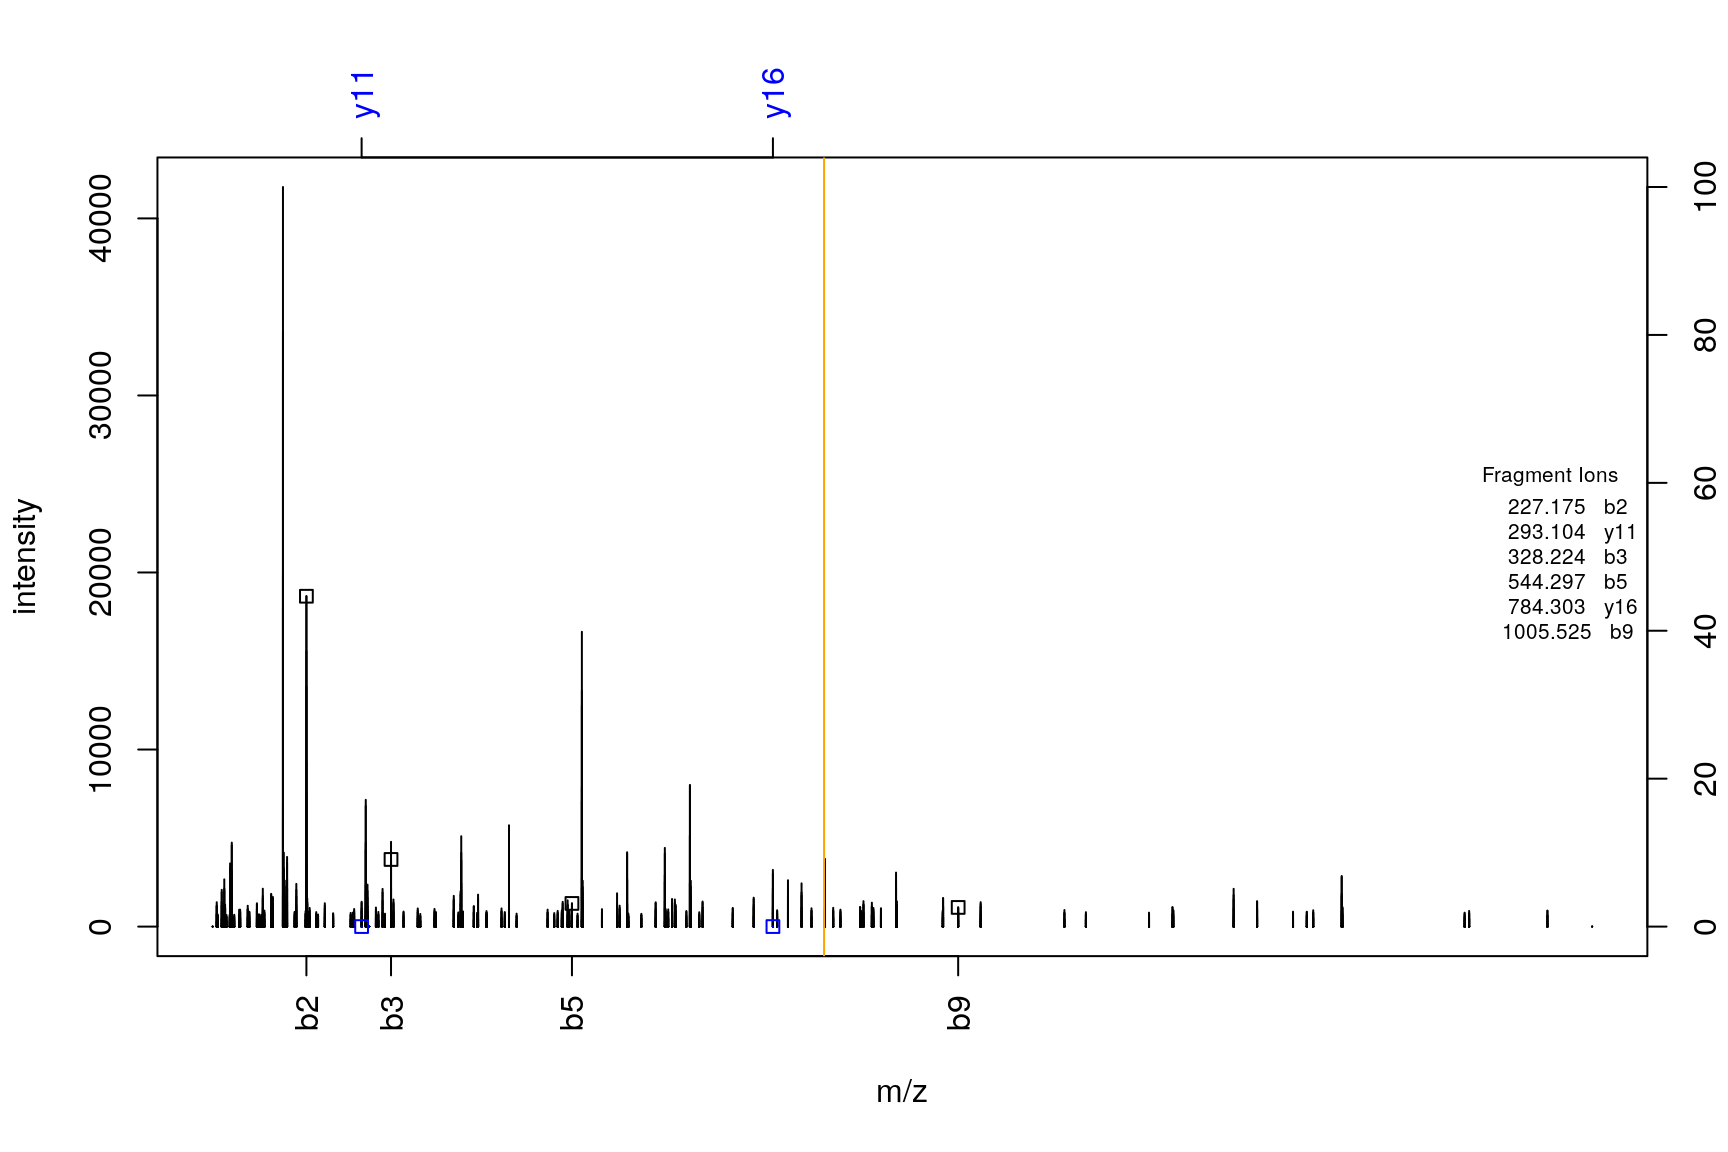 y11 y16
40000
30000
20000
10000
0
intensity
100
80
60
40
20
0
Fragment Ions
227.175 b2
293.104 y11
328.224 b3
544.297 b5
784.303 y16
1005.525 b9
b2 b3 b5 b9
m/z